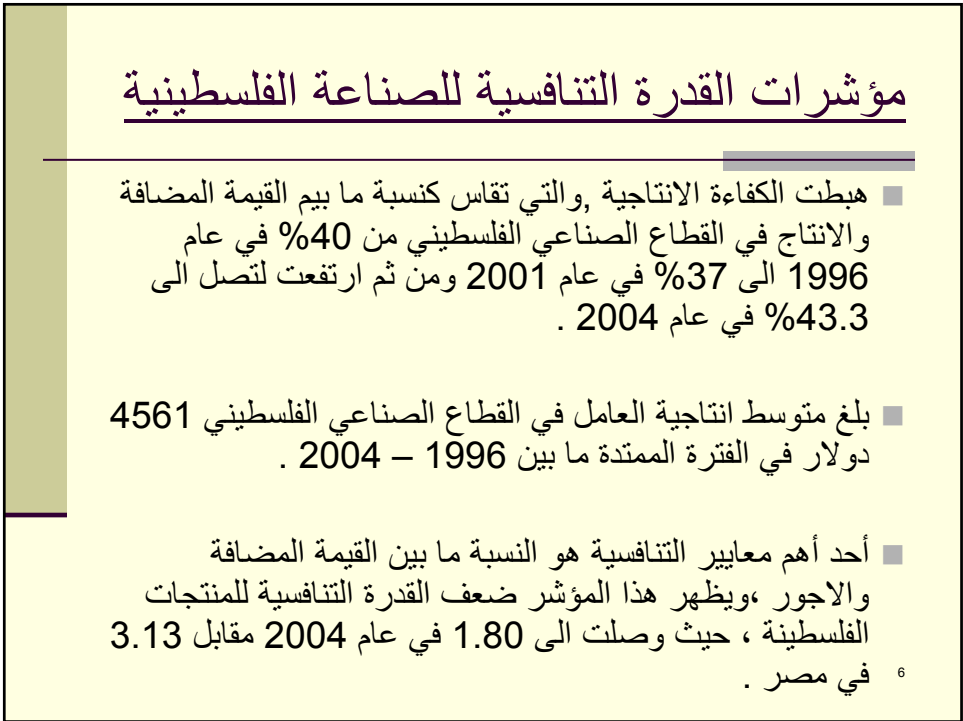 مؤشرات القدرة التنافسية للصناعة الفلسطينية
هبطت الكفاءة الانتاجية ,والتي تقاس كنسبة ما بيم القيمة المضافة
والانتاج في القطاع الصناعي الفلسطيني من 40% في عام
1996 الى 37% في عام 2001 ومن ثم ارتفعت لتصل الى
43.3% في عام 2004 .
بلغ متوسط انتاجية العامل في القطاع الصناعي الفلسطيني 4561
دولار في الفترة الممتدة ما بين 1996 – 2004 .
أحد أهم معايير التنافسية هو النسبة ما بين القيمة المضافة
والاجور ،ويظهر هذا المؤشر ضعف القدرة التنافسية للمنتجات
الفلسطينة ، حيث وصلت الى 1.80 في عام 2004 مقابل 3.13
في مصر .
6